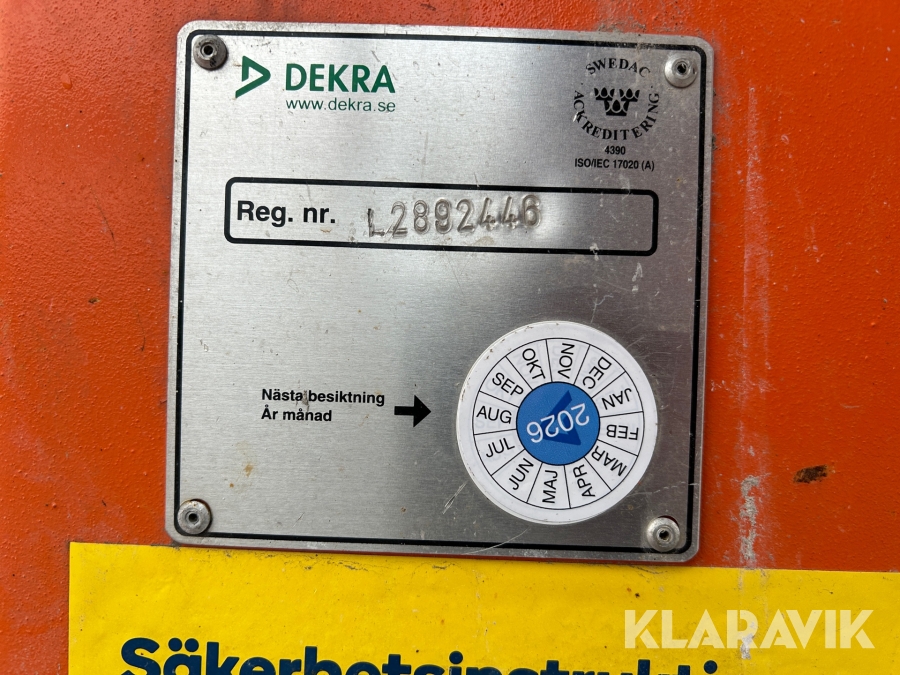 DEKRA
www.dekra.se
SWEDAC
ACKREDITERING
4390
ISO/IEC 17020 (A)
Reg. nr. L2892446
Nästa besiktning
År månad
JAN
FEB
MAR
APR
MAJ
JUN
JUL
AUG
SEP
OKT
NOV
DEC
2026
KLARAVIK